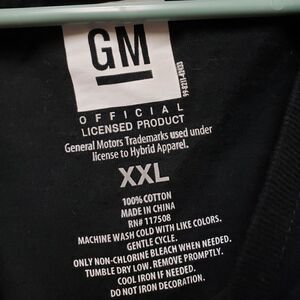 GM
OFFICIAL
LICENSED PRODUCT
General Motors Trademarks used under
license to Hybrid Apparel.
XXL
100% COTTON
MADE IN CHINA
RN# 117508
MACHINE WASH COLD WITH LIKE COLORS.
GENTLE CYCLE.
ONLY NON-CHLORINE BLEACH WHEN NEEDED.
TUMBLE DRY LOW. REMOVE PROMPTLY.
COOL IRON IF NEEDED.
DO NOT IRON DECORATION.